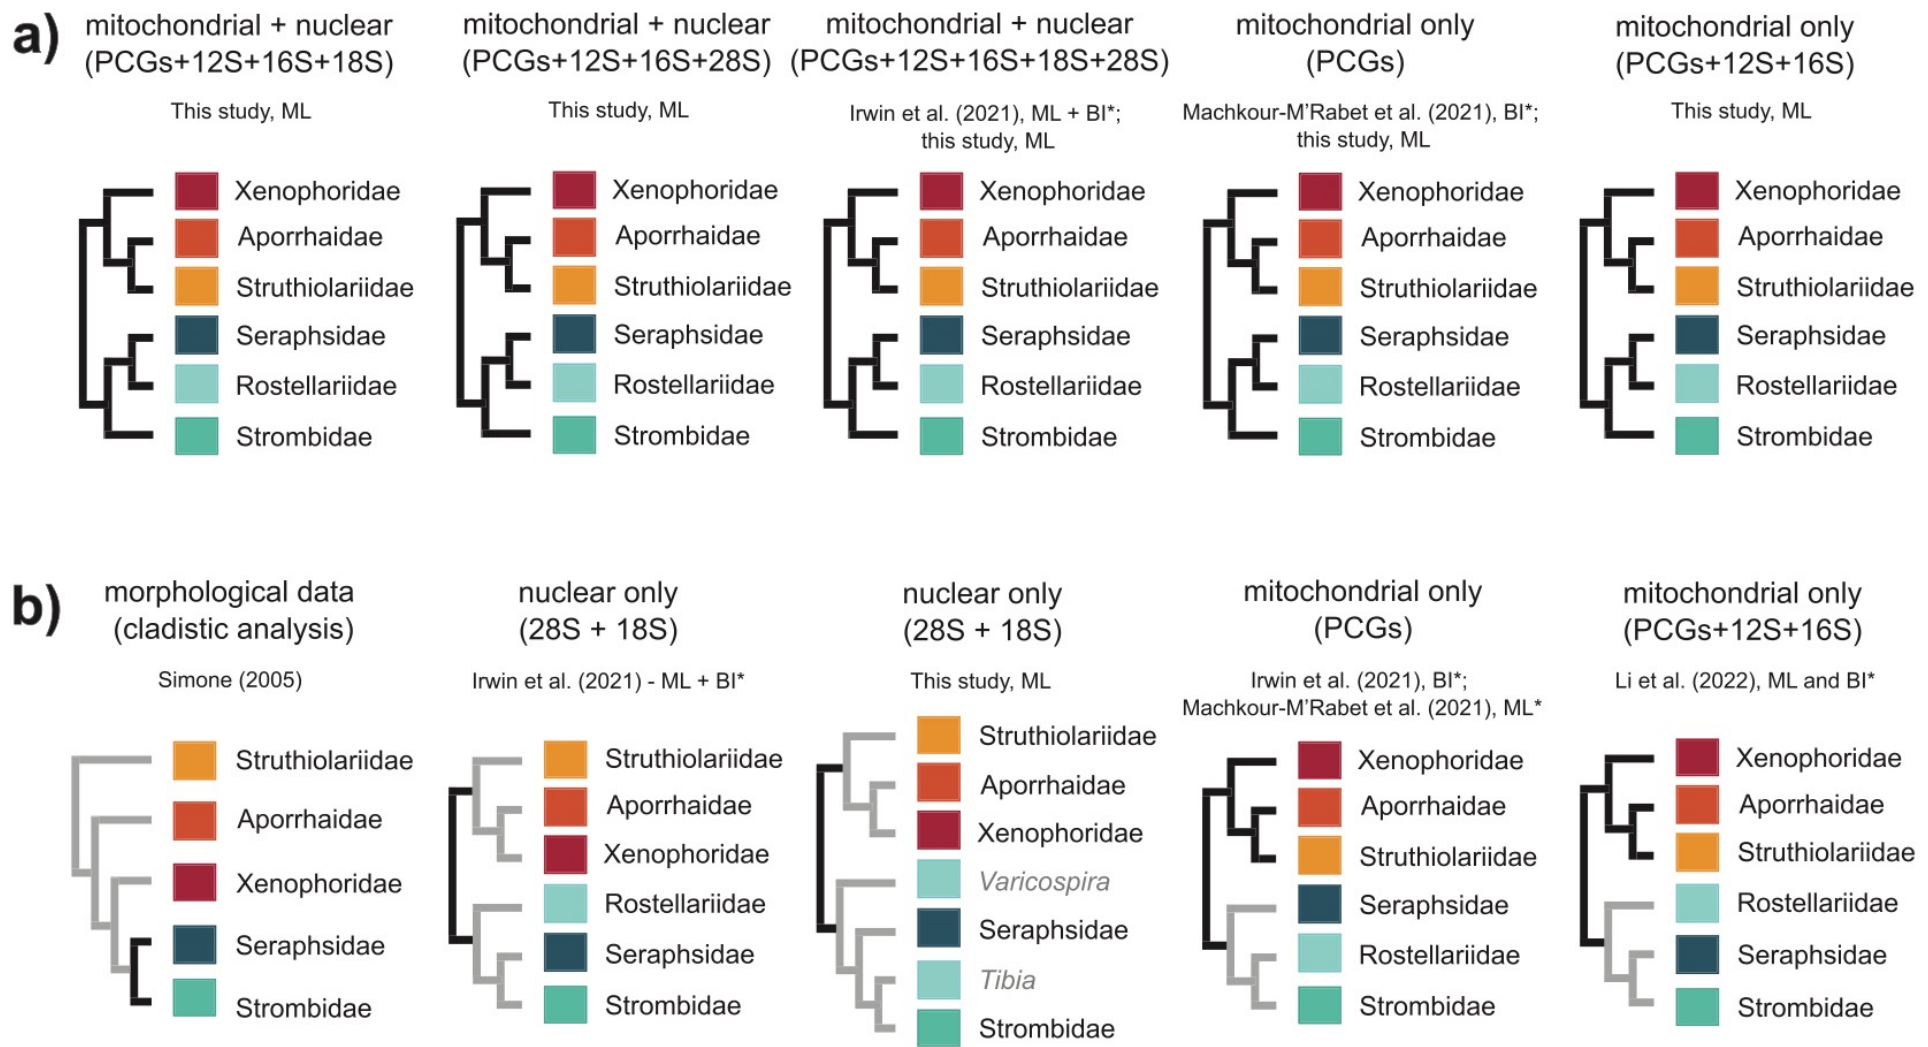 a)
mitochondrial + nuclear
(PCGs+12S+16S+18S)
This study, ML
Xenophoridae
Aporrhaidae
Struthiolariidae
Seraphsidae
Rostellariidae
Strombidae
mitochondrial + nuclear
(PCGs+12S+16S+28S)
This study, ML
Xenophoridae
Aporrhaidae
Struthiolariidae
Seraphsidae
Rostellariidae
Strombidae
mitochondrial + nuclear
(PCGs+12S+16S+18S+28S)
Irwin et al. (2021), ML + BI*;
this study, ML
Xenophoridae
Aporrhaidae
Struthiolariidae
Seraphsidae
Rostellariidae
Strombidae
mitochondrial only
(PCGs)
Machkour-M'Rabet et al. (2021), BI*;
this study, ML
Xenophoridae
Aporrhaidae
Struthiolariidae
Seraphsidae
Rostellariidae
Strombidae
mitochondrial only
(PCGs+12S+16S)
This study, ML
Xenophoridae
Aporrhaidae
Struthiolariidae
Seraphsidae
Rostellariidae
Strombidae
b)
morphological data
(cladistic analysis)
Simone (2005)
Struthiolariidae
Aporrhaidae
Xenophoridae
Seraphsidae
Strombidae
nuclear only
(28S + 18S)
Irwin et al. (2021) - ML + BI*
Struthiolariidae
Aporrhaidae
Xenophoridae
Rostellariidae
Seraphsidae
Strombidae
nuclear only
(28S + 18S)
This study, ML
Struthiolariidae
Aporrhaidae
Xenophoridae
Varicospira
Seraphsidae
Tibia
Strombidae
mitochondrial only
(PCGs)
Irwin et al. (2021), BI*;
Machkour-M'Rabet et al. (2021), ML*
Xenophoridae
Aporrhaidae
Struthiolariidae
Seraphsidae
Rostellariidae
Strombidae
mitochondrial only
(PCGs+12S+16S)
Li et al. (2022), ML and BI*
Xenophoridae
Aporrhaidae
Struthiolariidae
Rostellariidae
Seraphsidae
Strombidae